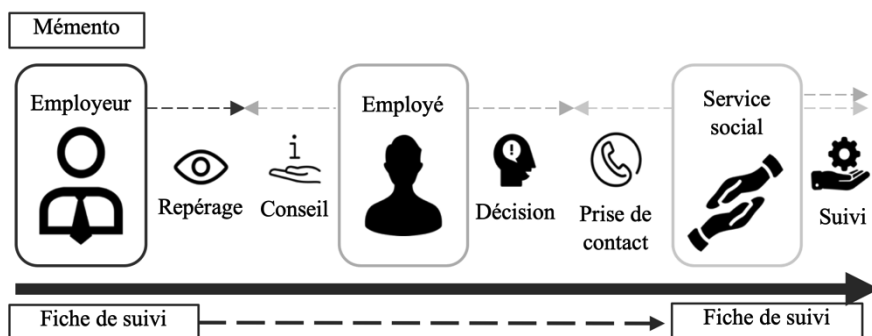 Mémento
Employeur
Employé
Service
social
i
Repérage
Conseil
Décision
Prise de
contact
Suivi
Fiche de suivi
Fiche de suivi